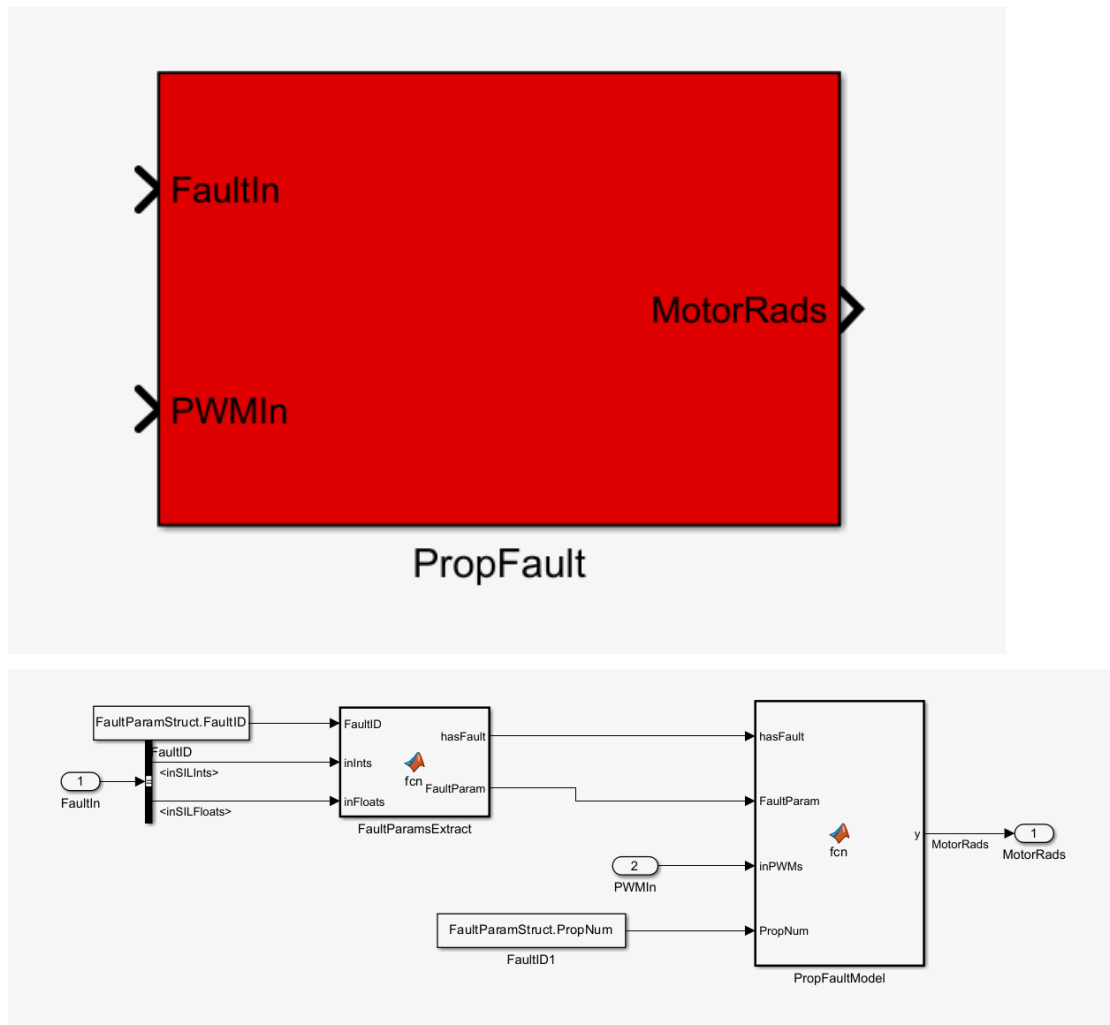 FaultIn
MotorRads
PWMIn
PropFault
FaultParamStruct.FaultID
FaultID
<inSILInts>
<inSILFloats>
1
FaultIn
FaultID
inInts
inFloats
hasFault
fcn
FaultParam
FaultParamsExtract
2
PWMIn
FaultParamStruct.PropNum
FaultID1
hasFault
FaultParam
inPWMs
PropNum
fcn
y
PropFaultModel
MotorRads
1
MotorRads